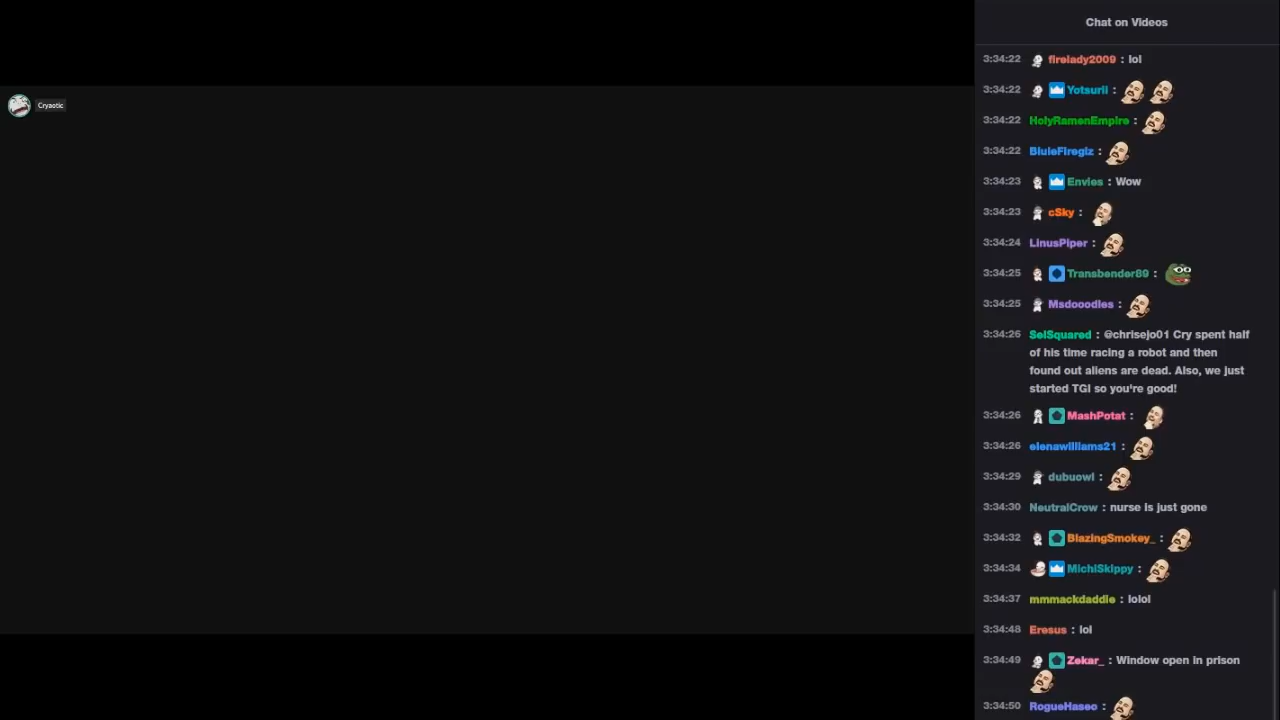 Chat on Videos
Cryaotic
3:34:22 firelady2009 : lol
3:34:22 Yotsurii :
3:34:22 HolyRamenEmpire :
3:34:22 BluleFiregiz :
3:34:23 Envies : Wow
3:34:23 cSky :
3:34:24 LinusPiper :
3:34:25 Transbender89 :
3:34:25 Msdooodles :
3:34:26 SelSquared : @chrisejo01 Cry spent half
of his time racing a robot and then
found out aliens are dead. Also, we just
started TGI so you're good!
3:34:26 MashPotat :
3:34:26 elenawilliams21 :
3:34:29 dubuowl :
3:34:30 NeutralCrow : nurse is just gone
3:34:32 BlazingSmokey_ :
3:34:34 MichiSkippy :
3:34:37 mmmackdaddie : lolol
3:34:48 Eresus : lol
3:34:49 Zekar_ : Window open in prison
3:34:50 RogueHaseo :